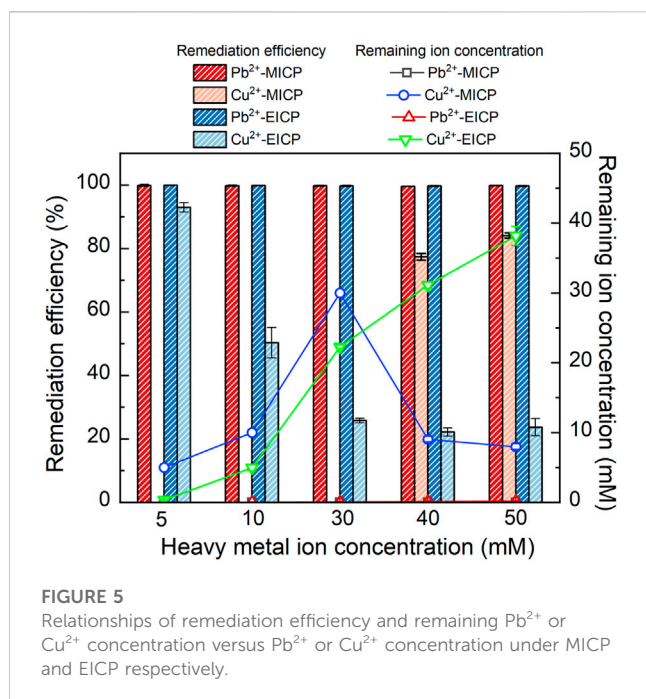 Remediation efficiency Remaining ion concentration
Pb²⁺-MICP Pb²⁺-MICP
Cu²⁺-MICP Cu²⁺-MICP
Pb²⁺-EICP Pb²⁺-EICP
Cu²⁺-EICP Cu²⁺-EICP
Remediation efficiency (%)
100
80
60
40
20
0
50
40
30
20
10
0
Remaining ion concentration (mM)
5 10 30 40 50
Heavy metal ion concentration (mM)
FIGURE 5
Relationships of remediation efficiency and remaining Pb²⁺ or
Cu²⁺ concentration versus Pb²⁺ or Cu²⁺ concentration under MICP
and EICP respectively.